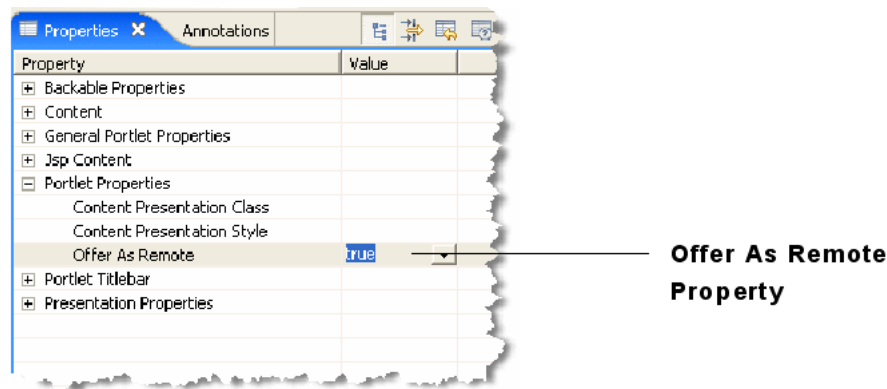 Properties Annotations
Property Value
Backable Properties
Content
General Portlet Properties
Jsp Content
Portlet Properties
Content Presentation Class
Content Presentation Style
Offer As Remote true
Portlet Titlebar
Presentation Properties
Offer As Remote
Property